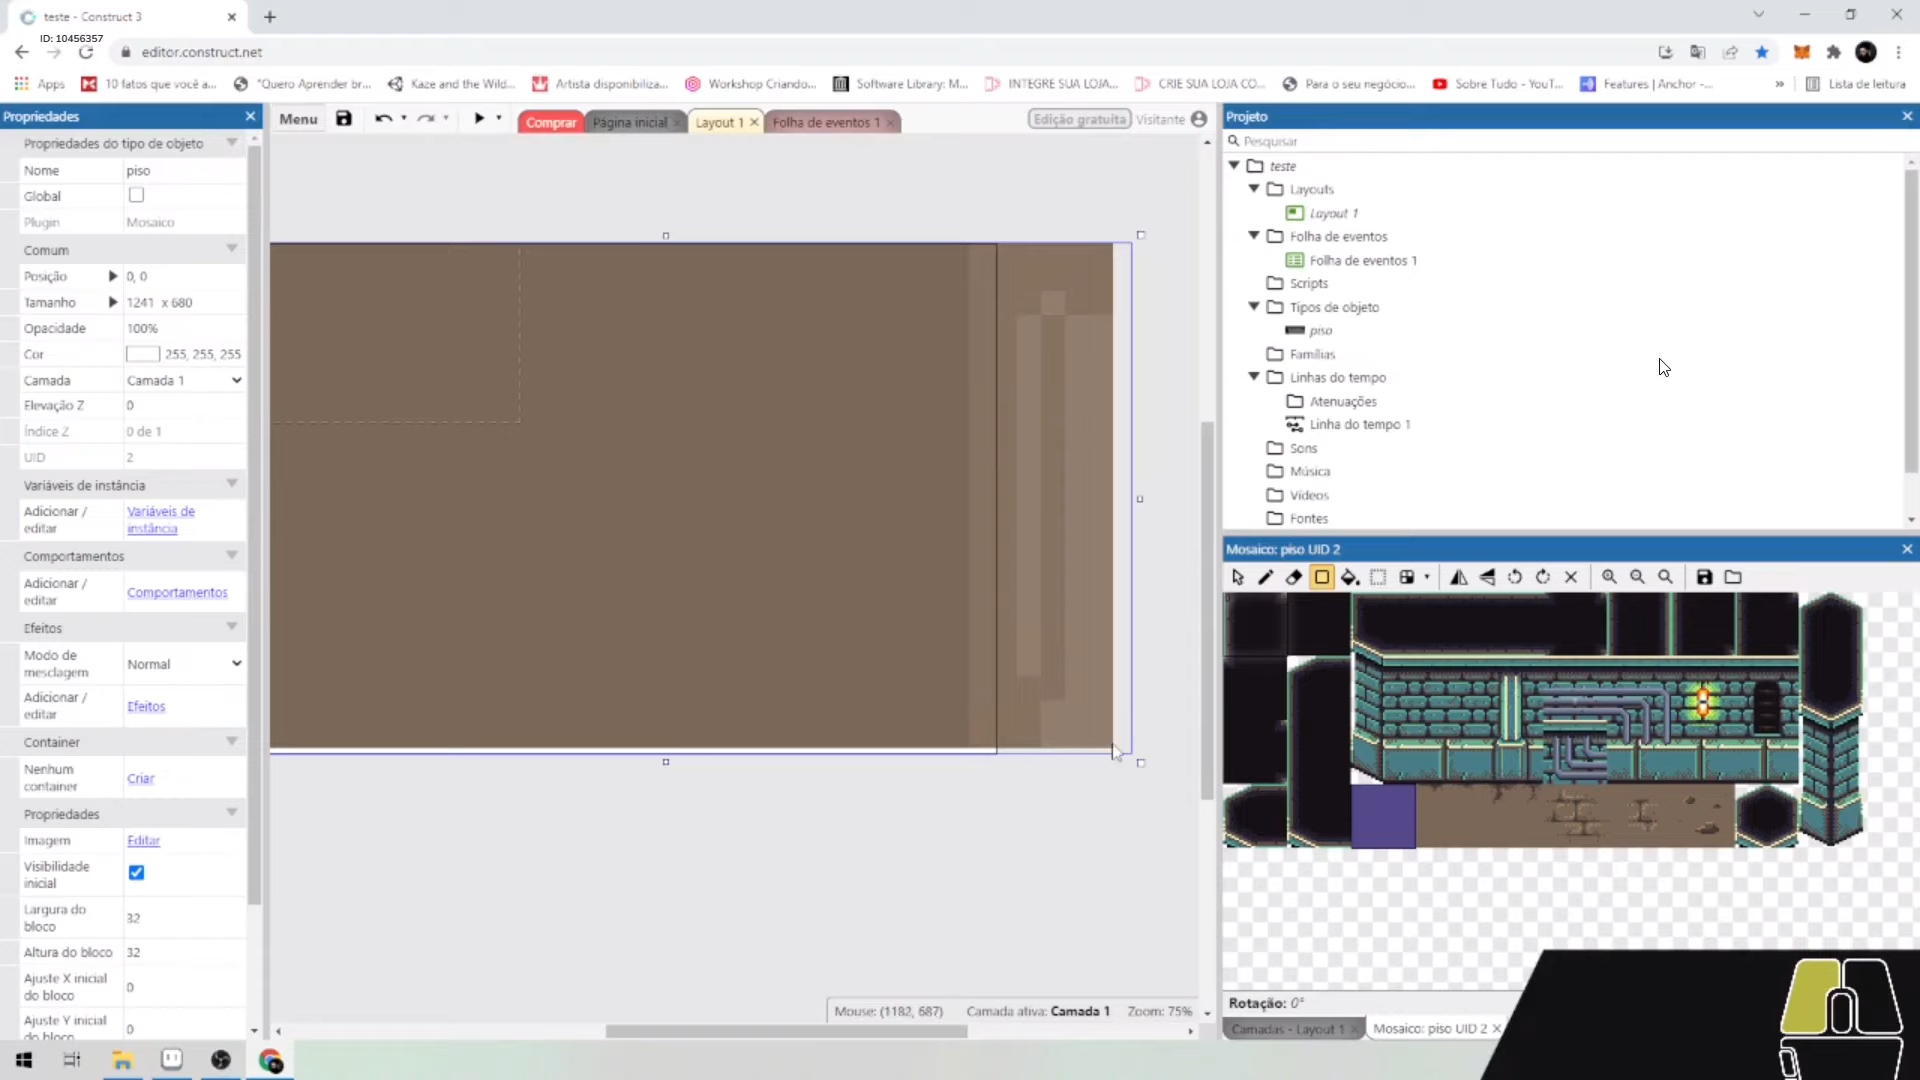 teste - Construct 3
ID: 10456357
editor.construct.net
Apps
10 fatos que você a...
"Quero Aprender br...
Kaze and the Wild...
Artista disponibiliza...
Workshop Criando...
Software Library: M...
INTEGRE SUA LOJA...
CRIE SUA LOJA CO...
Para o seu negócio...
Sobre Tudo - YouT...
Features | Anchor -...
»
Lista de leitura
Propriedades
Menu
Comprar
Página inicial
Layout 1
Folha de eventos 1
Edição gratuita
Visitante
Propriedades do tipo de objeto
Nome piso
Global
Plugin Mosaico
Comum
Posição 0, 0
Tamanho 1241 x 680
Opacidade 100%
Cor 255, 255, 255
Camada Camada 1
Elevação Z 0
Índice Z 0 de 1
UID 2
Variáveis de instância
Adicionar / editar Variáveis de instância
Comportamentos
Adicionar / editar Comportamentos
Efeitos
Modo de mesclagem Normal
Adicionar / editar Efeitos
Container
Nenhum container Criar
Propriedades
Imagem Editar
Visibilidade inicial
Largura do bloco 32
Altura do bloco 32
Ajuste X inicial do bloco 0
Ajuste Y inicial do bloco 0
Mouse: (1182, 687) Camada ativa: Camada 1 Zoom: 75%
Projeto
Pesquisar
teste
Layouts
Layout 1
Folha de eventos
Folha de eventos 1
Scripts
Tipos de objeto
piso
Famílias
Linhas do tempo
Atenuações
Linha do tempo 1
Sons
Música
Vídeos
Fontes
Mosaico: piso UID 2
Rotação: 0°
Camadas - Layout 1
Mosaico: piso UID 2